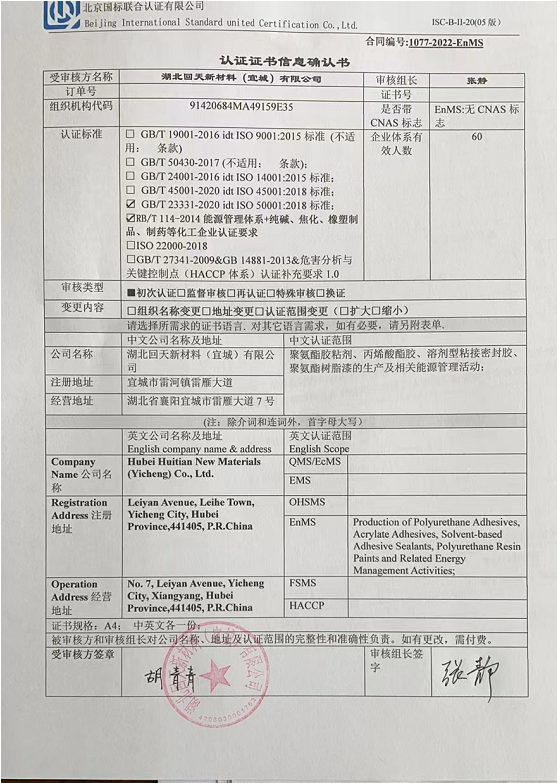 北京国标联合认证有限公司
Beijing International Standard united Certification Co.,Ltd.
ISC-B-II-20(05版)
合同编号:1077-2022-EnMS
认证证书信息确认书
受审核方名称 湖北回天新材料（宜城）有限公司 审核组长 张静
订单号 证书号
组织机构代码 91420684MA49159E35 是否带CNAS标志 EnMS:无CNAS标志
认证标准 企业体系有效人数 60
□ GB/T 19001-2016 idt ISO 9001:2015 标准 (不适
用： 条款)
□ GB/T 50430-2017 (不适用： 条款);
□ GB/T 24001-2016 idt ISO 14001:2015 标准;
□ GB/T 45001-2020 idt ISO 45001:2018 标准;
☑ GB/T 23331-2020 idt ISO 50001:2018 标准;
☑RB/T 114-2014 能源管理体系+纯碱、焦化、橡塑制
品、制药等化工企业认证要求
□ISO 22000-2018
□GB/T 27341-2009&GB 14881-2013&危害分析与
关键控制点（HACCP 体系）认证补充要求 1.0
审核类型 ■初次认证□监督审核□再认证□特殊审核□换证
变更内容 □组织名称变更□地址变更□认证范围变更（□扩大□缩小）
请选择所需求的证书语言. 对其它语言需求，如有必要，请另附表单.
中文公司名称及地址 中文认证范围
公司名称 湖北回天新材料（宜城）有限公司
聚氨酯胶粘剂、丙烯酸酯胶、溶剂型粘接密封胶、
聚氨酯树脂漆的生产及相关能源管理活动;
注册地址 宜城市雷河镇雷雁大道
经营地址 湖北省襄阳宜城市雷雁大道 7 号
(注：除介词和连词外，首字母大写)
英文公司名称及地址 英文认证范围
English company name & address English Scope
Company Name 公司名称
Hubei Huitian New Materials
(Yicheng) Co., Ltd.
QMS/EcMS
EMS
Registration Address 注册地址
Leiyan Avenue, Leihe Town,
Yicheng City, Hubei
Province,441405, P.R.China
OHSMS
EnMS
Production of Polyurethane Adhesives,
Acrylate Adhesives, Solvent-based
Adhesive Sealants, Polyurethane Resin
Paints and Related Energy
Management Activities;
Operation Address 经营地址
No. 7, Leiyan Avenue, Yicheng
City, Xiangyang, Hubei
Province,441405, P.R.China
FSMS
HACCP
证书规格：A4； 中英文各一份;
被审核方和审核组长对公司名称、地址及认证范围的完整性和准确性负责。如有更改，需付费。
受审核方签章 胡青青 审核组长签字 张静